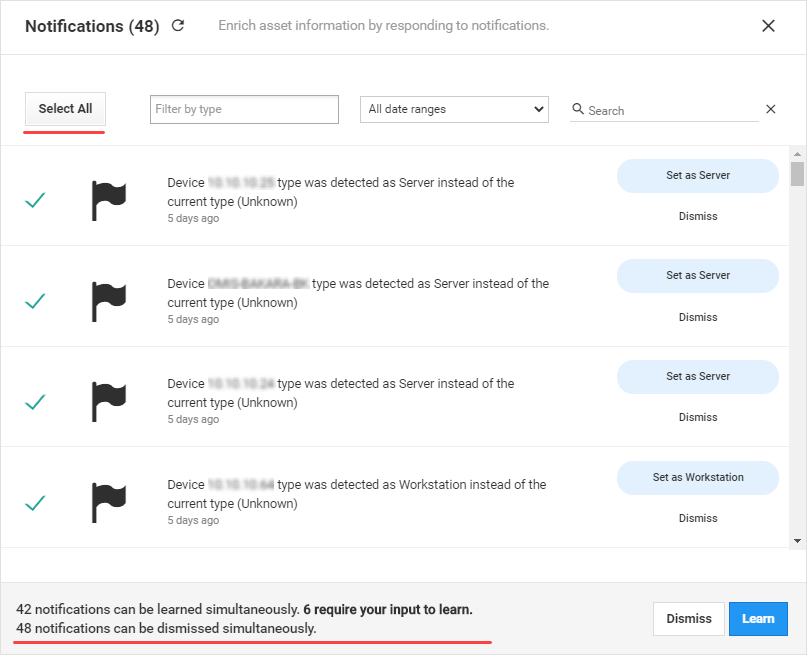 Notifications (48)
Enrich asset information by responding to notifications.
Select All
Filter by type
All date ranges
Search
Device type was detected as Server instead of the
current type (Unknown)
5 days ago
Set as Server
Dismiss
Device type was detected as Server instead of the
current type (Unknown)
5 days ago
Set as Server
Dismiss
Device type was detected as Server instead of the
current type (Unknown)
5 days ago
Set as Server
Dismiss
Device type was detected as Workstation instead of the
current type (Unknown)
5 days ago
Set as Workstation
Dismiss
42 notifications can be learned simultaneously. 6 require your input to learn.
48 notifications can be dismissed simultaneously.
Dismiss
Learn